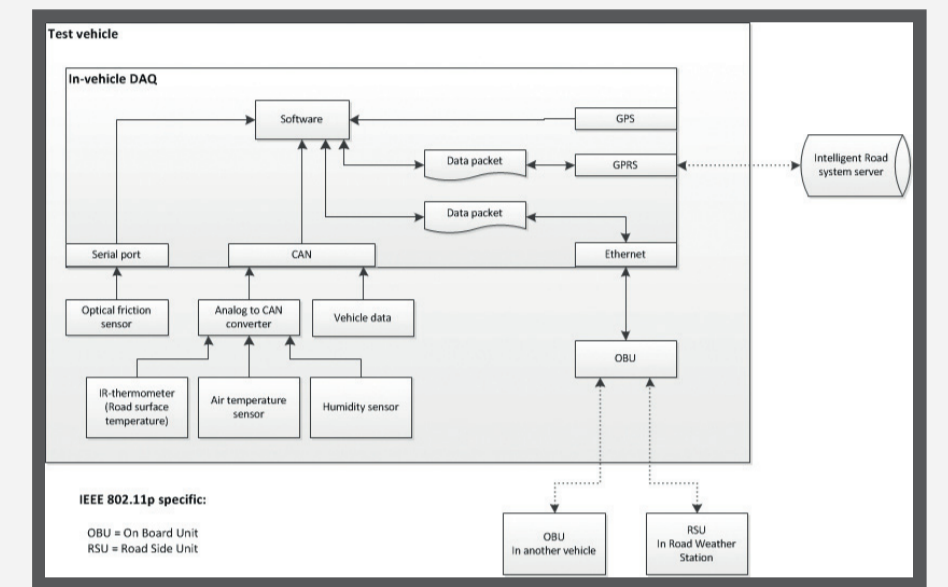 Test vehicle
In-vehicle DAQ
Software
GPS
Data packet
GPRS
Intelligent Road
system server
Data packet
Serial port
CAN
Ethernet
Optical friction
sensor
Analog to CAN
converter
Vehicle data
OBU
IR-thermometer
(Road surface
temperature)
Air temperature
sensor
Humidity sensor
IEEE 802.11p specific:
OBU = On Board Unit
RSU = Road Side Unit
OBU
In another vehicle
RSU
In Road Weather
Station